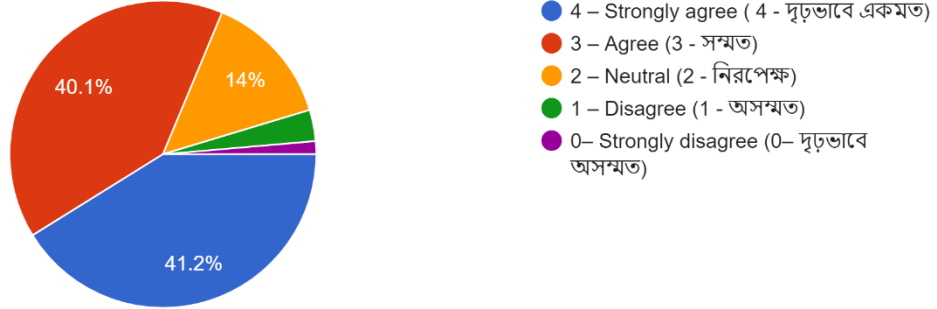 40.1%
14%
41.2%
4 – Strongly agree ( 4 - দৃঢ়ভাবে একমত)
3 – Agree (3 - সম্মত)
2 – Neutral (2 - নিরপেক্ষ)
1 – Disagree (1 - অসম্মত)
0– Strongly disagree (0– দৃঢ়ভাবে
অসম্মত)